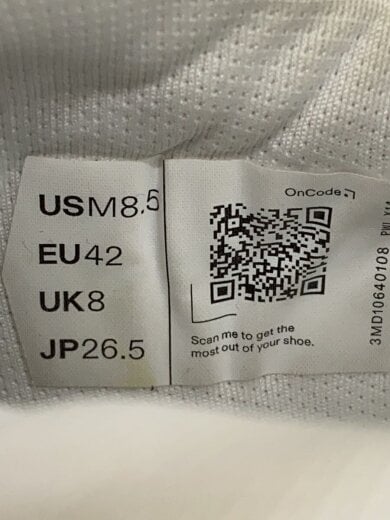 USM8.5
EU42
UK8
JP26.5
OnCode
Scan me to get the
most out of your shoe.
3MD10640108